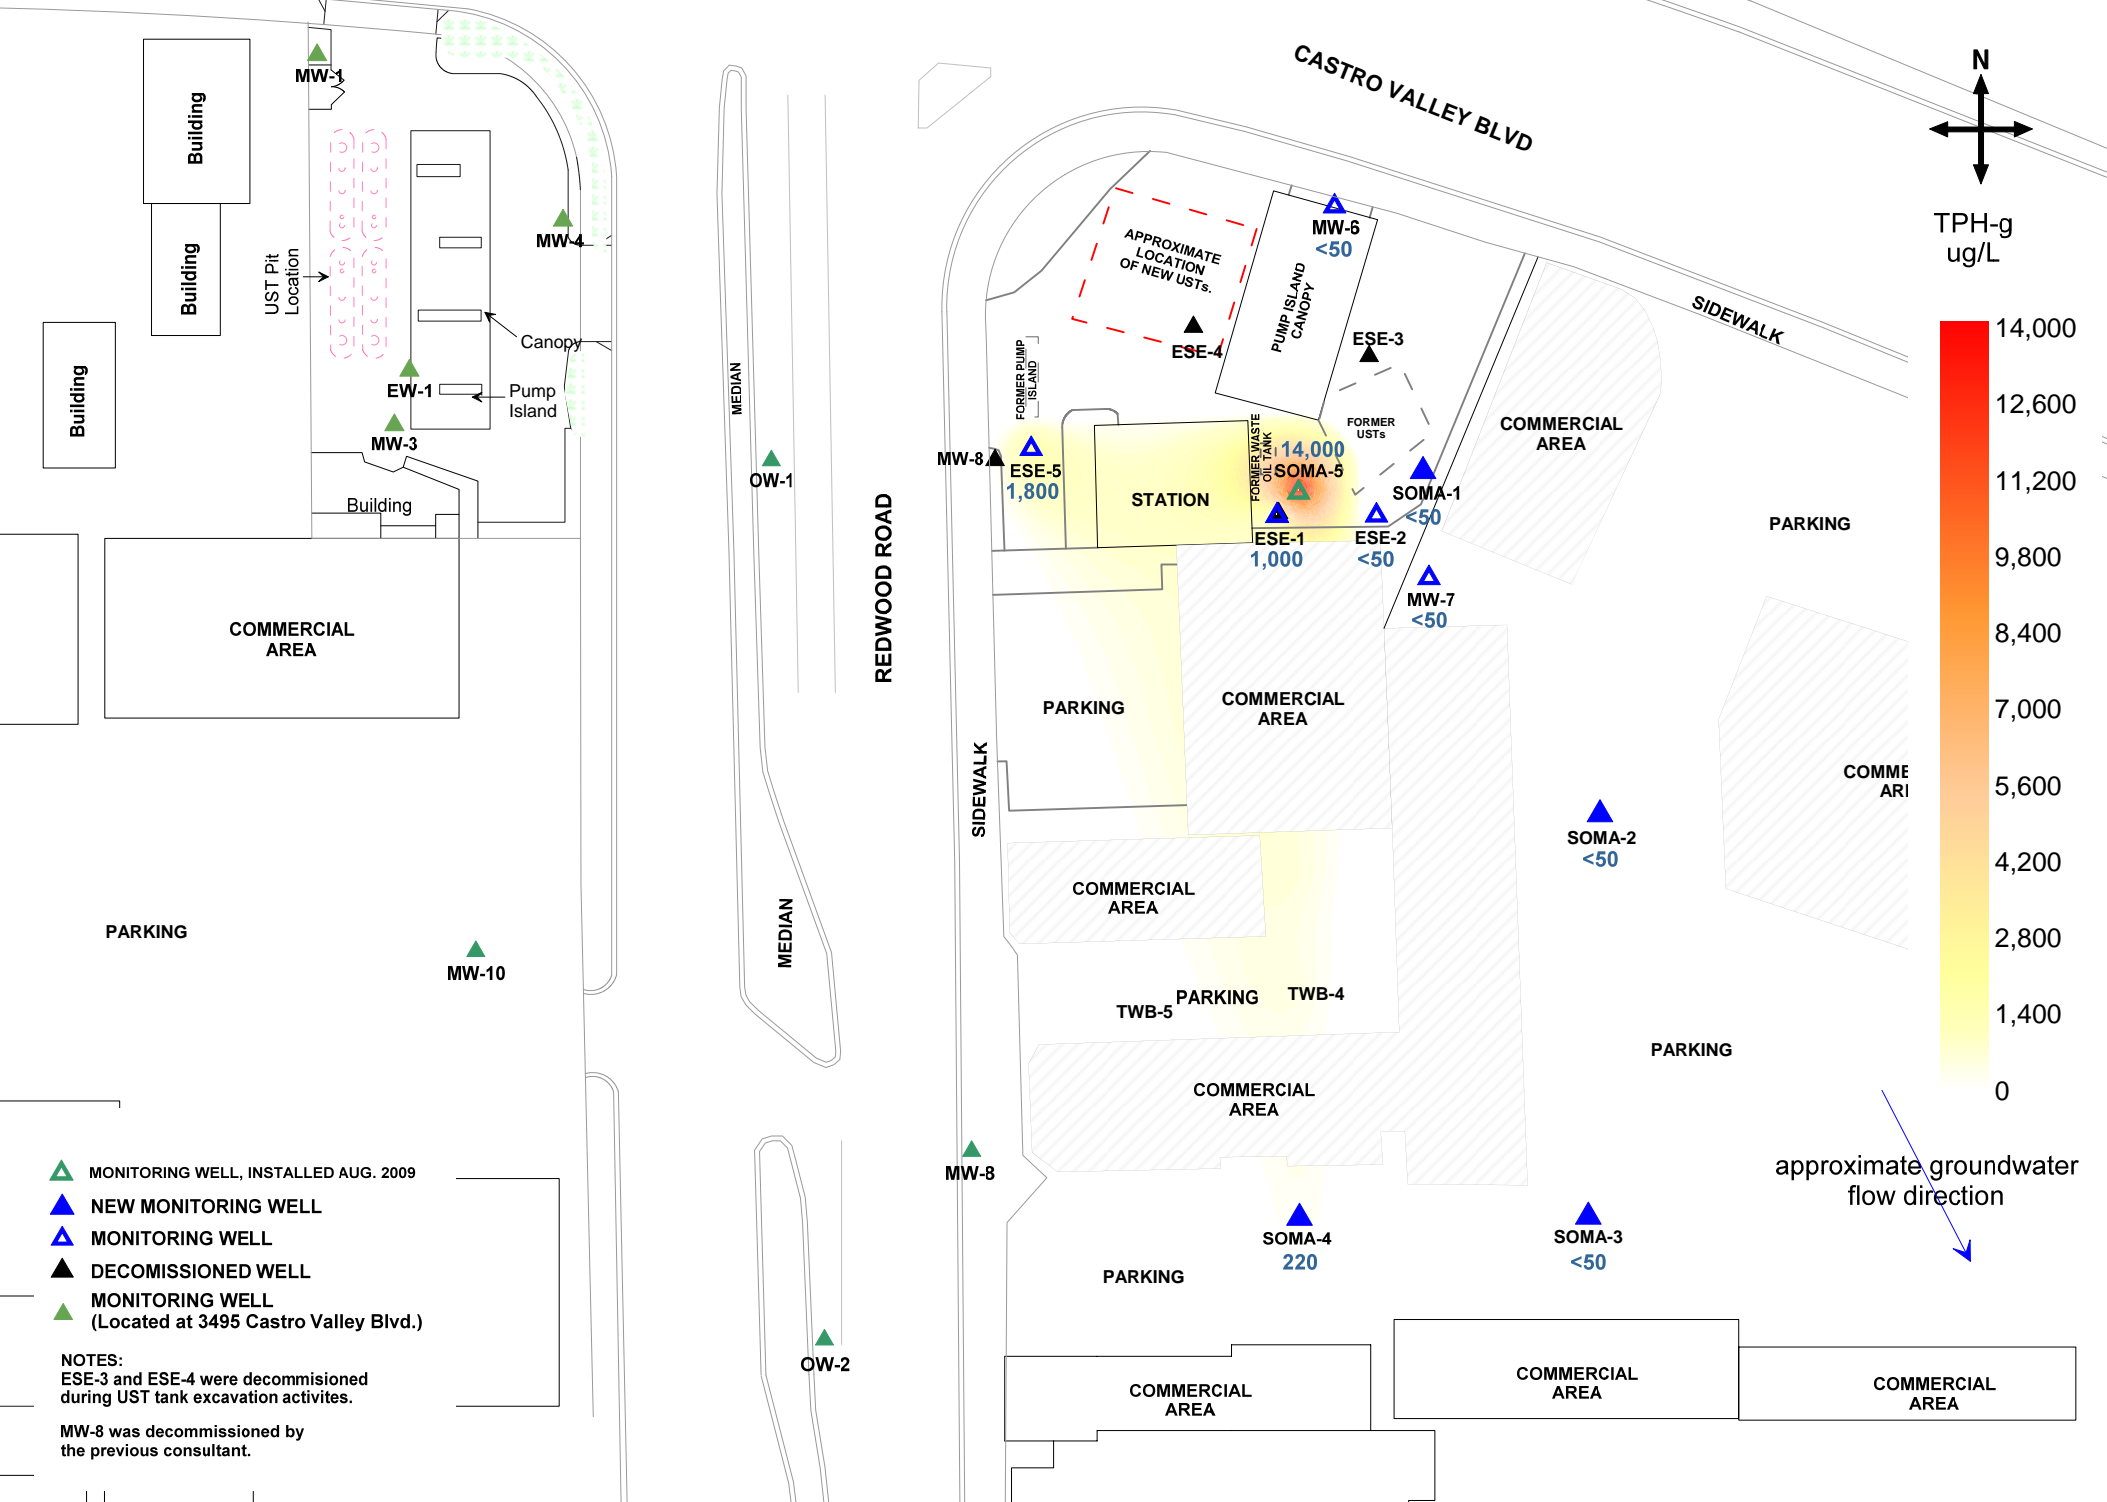 CASTRO VALLEY BLVD
N
TPH-g
ug/L
14,000
12,600
11,200
9,800
8,400
7,000
5,600
4,200
2,800
1,400
0
approximate groundwater
flow direction
MW-1
Building
Building
Building
UST Pit
Location
MW-4
Canopy
EW-1
Pump
Island
MW-3
Building
COMMERCIAL
AREA
PARKING
MW-10
MEDIAN
OW-1
MEDIAN
REDWOOD ROAD
SIDEWALK
MW-8
OW-2
APPROXIMATE
LOCATION
OF NEW USTs.
PUMP ISLAND
CANOPY
MW-6
<50
SIDEWALK
ESE-4
ESE-3
FORMER PUMP
ISLAND
FORMER
USTs
COMMERCIAL
AREA
MW-8
ESE-5
1,800
STATION
FORMER WASTE
OIL TANK
14,000
SOMA-5
SOMA-1
<50
ESE-1
1,000
ESE-2
<50
MW-7
<50
PARKING
PARKING
COMMERCIAL
AREA
SOMA-2
<50
COMME
ARI
COMMERCIAL
AREA
TWB-5
PARKING
TWB-4
PARKING
COMMERCIAL
AREA
SOMA-4
220
SOMA-3
<50
PARKING
COMMERCIAL
AREA
COMMERCIAL
AREA
COMMERCIAL
AREA
MONITORING WELL, INSTALLED AUG. 2009
NEW MONITORING WELL
MONITORING WELL
DECOMISSIONED WELL
MONITORING WELL
(Located at 3495 Castro Valley Blvd.)
NOTES:
ESE-3 and ESE-4 were decommisioned
during UST tank excavation activites.
MW-8 was decommissioned by
the previous consultant.